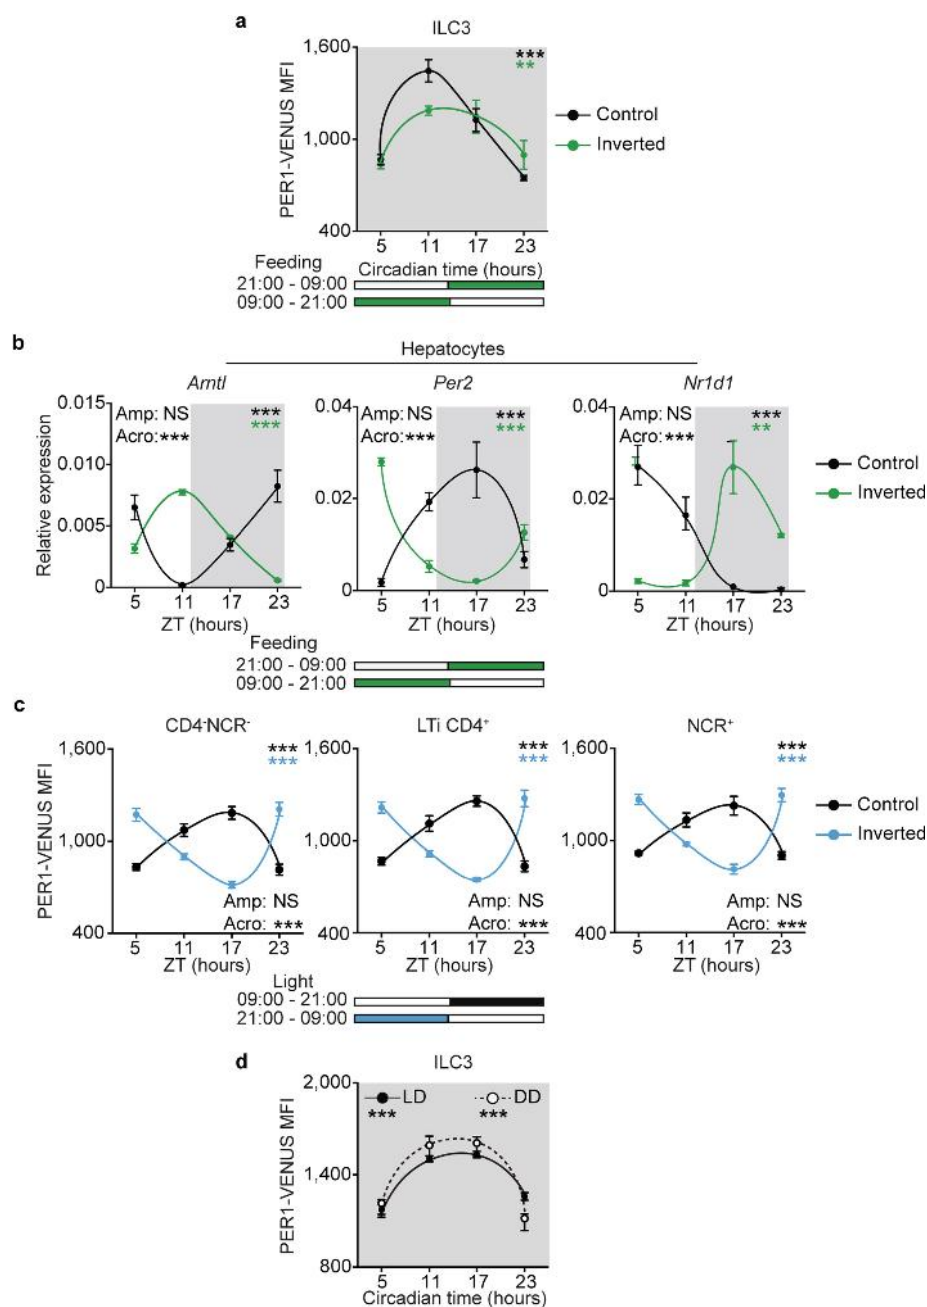 a
ILC3
1,600
1,000
400
PER1-VENUS MFI
***
**
Control
Inverted
5 11 17 23
Circadian time (hours)
Feeding
21:00 - 09:00
09:00 - 21:00
b
Hepatocytes
Arntl
Per2
Nr1d1
Relative expression
0.015
0.010
0.005
0
Amp: NS
Acro: ***
***
***
5 11 17 23
ZT (hours)
0.04
0.02
0
Amp: NS
Acro: ***
***
***
5 11 17 23
ZT (hours)
0.04
0.02
0
Amp: NS
Acro: ***
***
**
5 11 17 23
ZT (hours)
Control
Inverted
Feeding
21:00 - 09:00
09:00 - 21:00
c
CD4⁻NCR⁻
LTi CD4⁺
NCR⁺
PER1-VENUS MFI
1,600
1,000
400
***
***
Amp: NS
Acro: ***
5 11 17 23
ZT (hours)
1,600
1,000
400
***
***
Amp: NS
Acro: ***
5 11 17 23
ZT (hours)
1,600
1,000
400
***
***
Amp: NS
Acro: ***
5 11 17 23
ZT (hours)
Control
Inverted
Light
09:00 - 21:00
21:00 - 09:00
d
ILC3
PER1-VENUS MFI
2,000
1,400
800
LD
DD
***
***
5 11 17 23
Circadian time (hours)